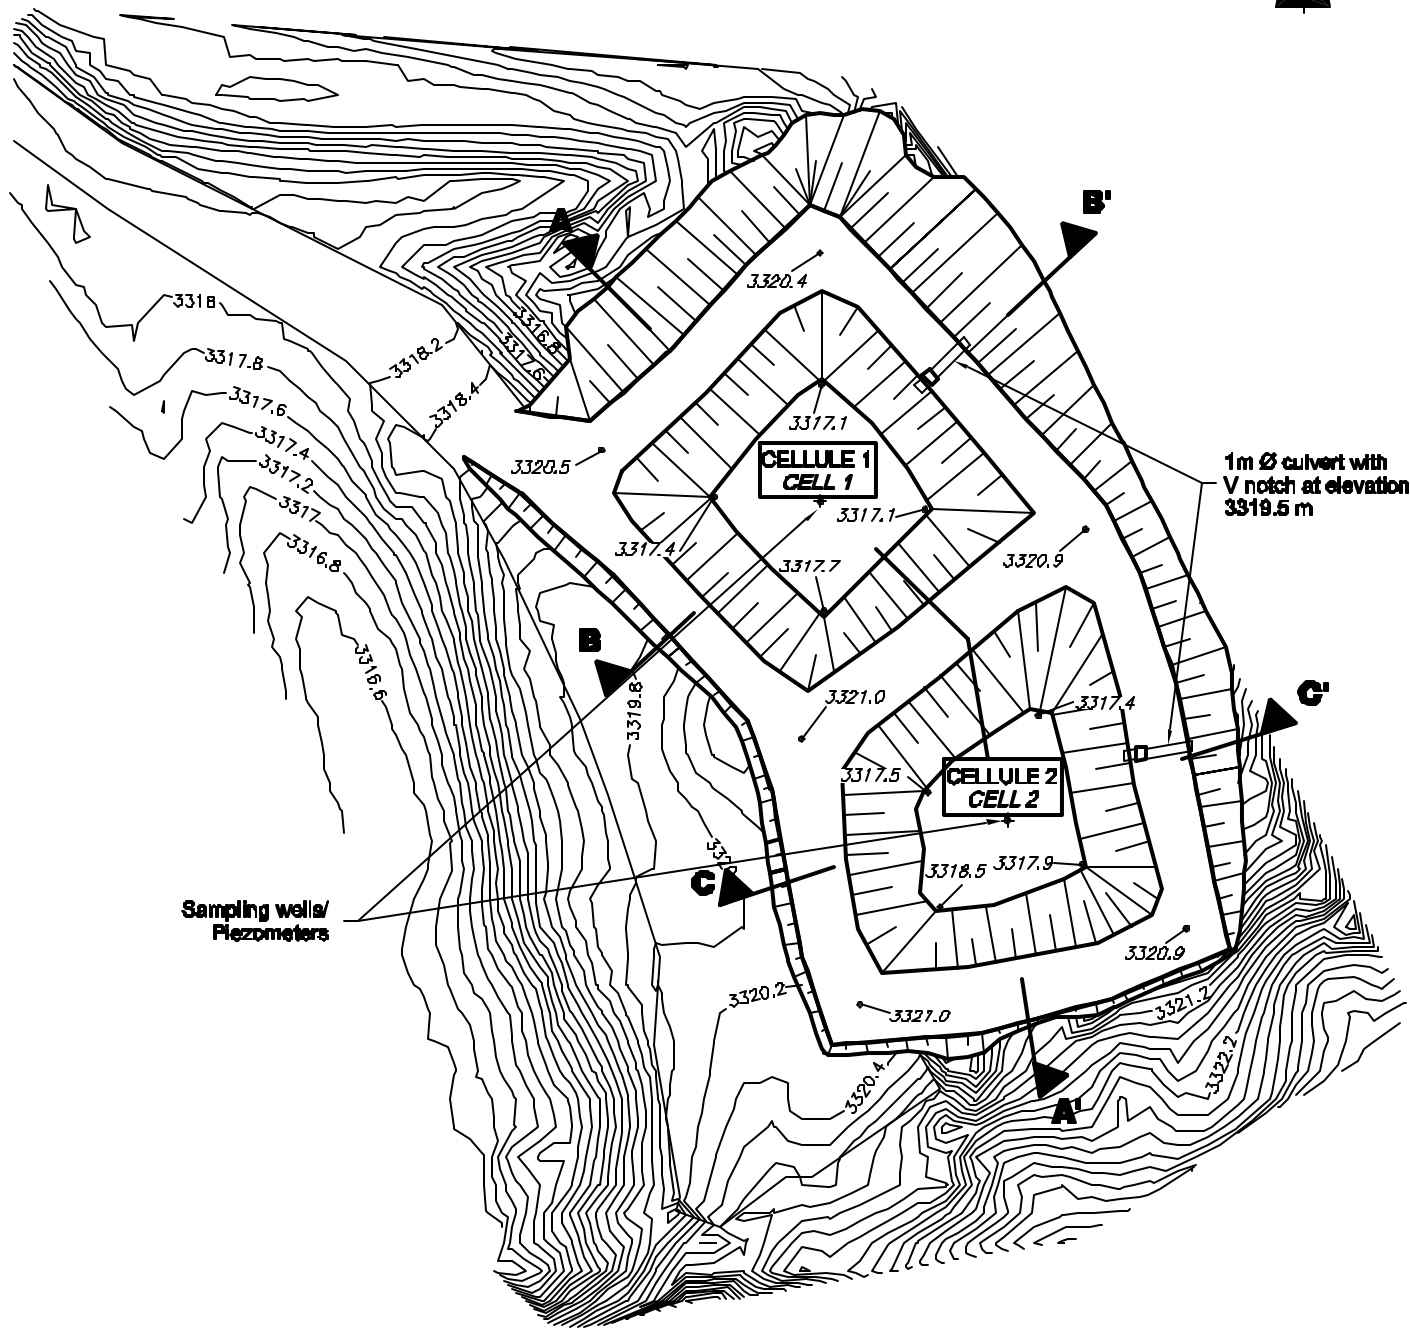 A
B'
3320.4
3318
3316.8
3317.6
3318.2
3317.8
3318.4
3317.6
3317.4
3317.2
3317
3316.8
3316.6
3317.1
3320.5
CELLULE 1
CELL 1
3317.1
3317.4
3317.7
3320.9
1m Ø culvert with
V notch at elevation
3319.5 m
B
3319.8
3321.0
3317.4
C'
3317.5
CELLULE 2
CELL 2
3318.5
3317.9
C
Sampling wells/
Piezometers
3320.9
3320.2
3321.0
3321.2
3322.2
3320.4
A'